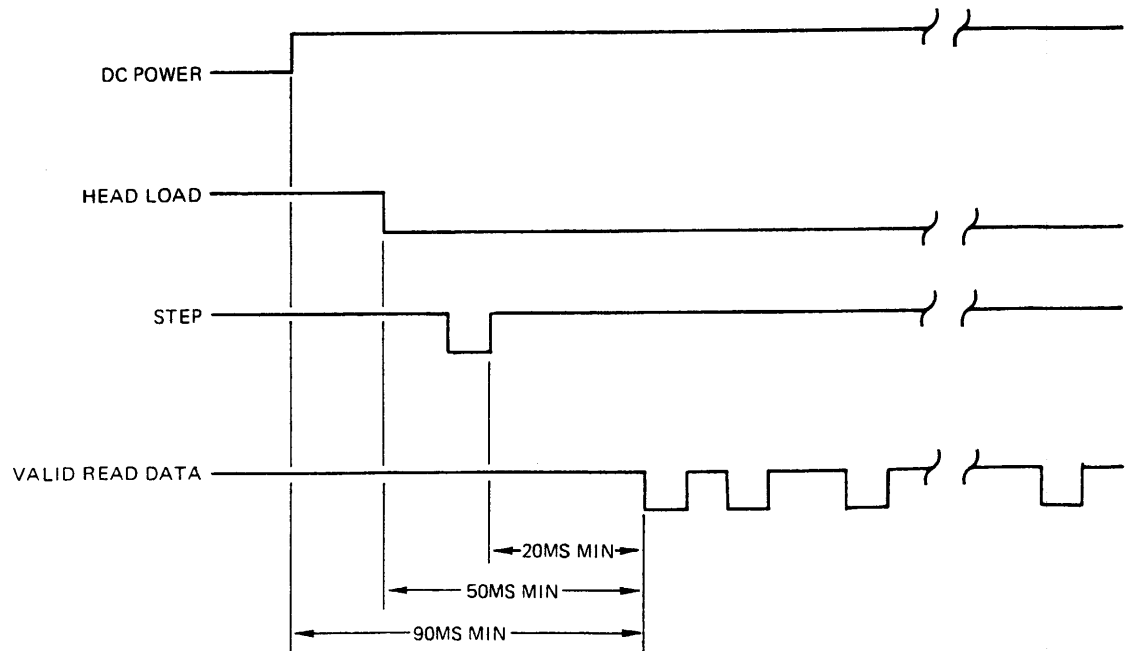 DC POWER
HEAD LOAD
STEP
VALID READ DATA
20MS MIN
50MS MIN
90MS MIN